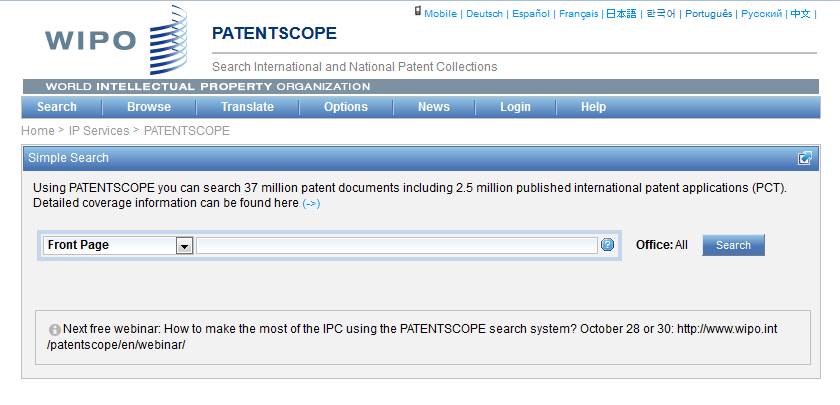 Mobile | Deutsch | Español | Français | 日本語 | 한국어 | Português | Русский | 中文 |
WIPO
PATENTSCOPE
Search International and National Patent Collections
WORLD INTELLECTUAL PROPERTY ORGANIZATION
Search Browse Translate Options News Login Help
Home > IP Services > PATENTSCOPE
Simple Search
Using PATENTSCOPE you can search 37 million patent documents including 2.5 million published international patent applications (PCT).
Detailed coverage information can be found here (->)
Front Page ? Office: All Search
Next free webinar: How to make the most of the IPC using the PATENTSCOPE search system? October 28 or 30: http://www.wipo.int
/patentscope/en/webinar/